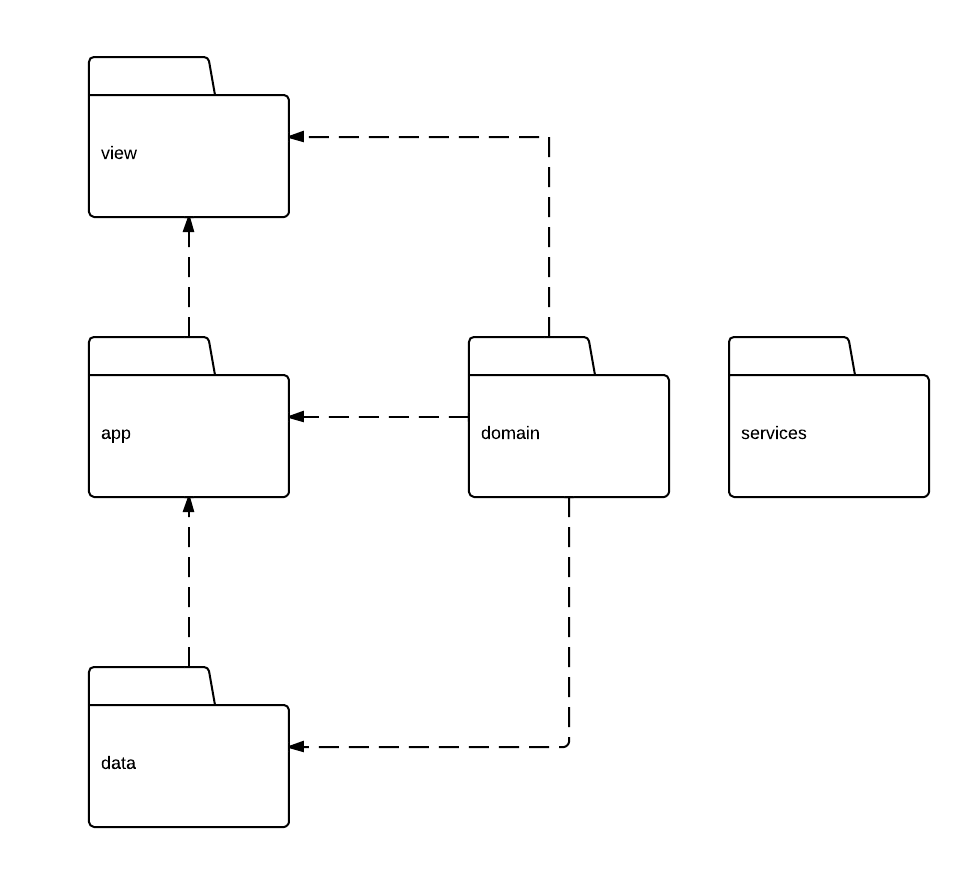 view
app
domain
services
data